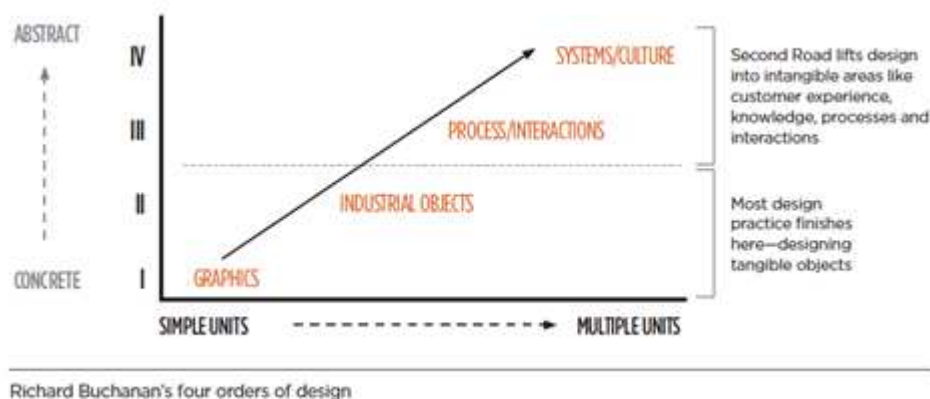 ABSTRACT
IV
SYSTEMS/CULTURE
Second Road lifts design
into intangible areas like
customer experience,
knowledge, processes and
interactions
III
PROCESS/INTERACTIONS
II
INDUSTRIAL OBJECTS
Most design
practice finishes
here—designing
tangible objects
CONCRETE
I
GRAPHICS
SIMPLE UNITS
MULTIPLE UNITS
Richard Buchanan's four orders of design